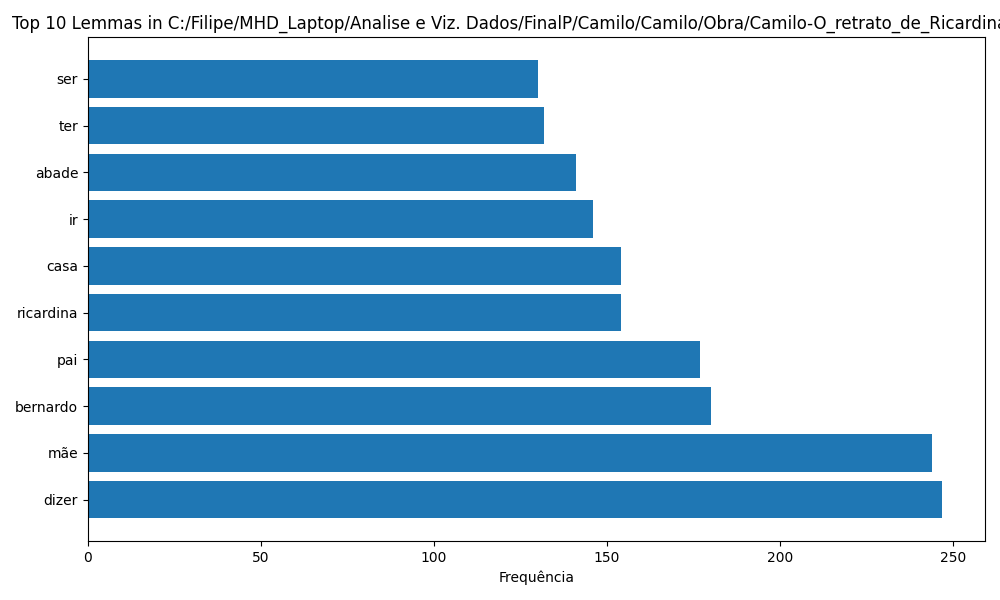 Top 10 Lemmas in C:/Filipe/MHD_Laptop/Analise e Viz. Dados/FinalP/Camilo/Camilo/Obra/Camilo-O_retrato_de_Ricardina
ser
ter
abade
ir
casa
ricardina
pai
bernardo
mãe
dizer
0 50 100 150 200 250
Frequência